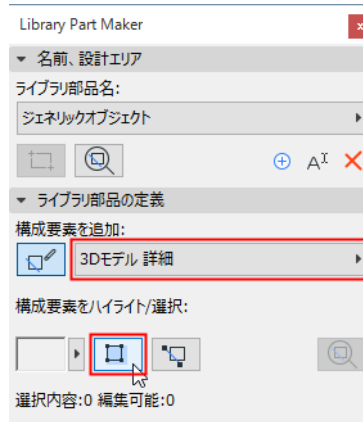 Library Part Maker
名前、設計エリア
ライブラリ部品名:
ジェネリックオブジェクト
ライブラリ部品の定義
構成要素を追加:
3Dモデル 詳細
構成要素をハイライト/選択:
選択内容:0 編集可能:0